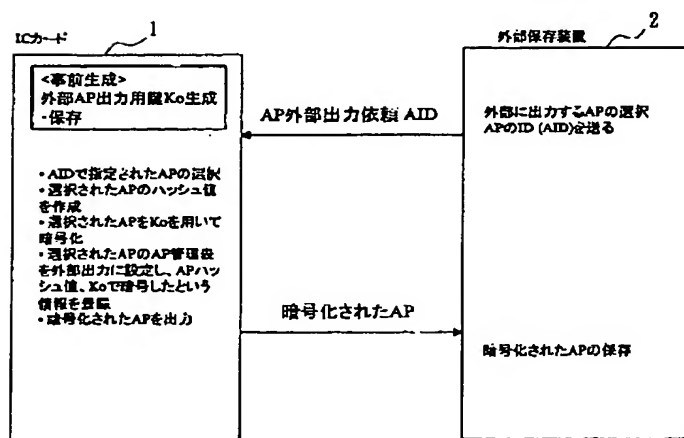 ICカード
1
外部保存装置
2
<事前生成>
外部AP出力用鍵Ko生成
・保存
AP外部出力依頼 AID
外部に出力するAPの選択
APのID (AID)を送る
・AIDで指定されたAPの選択
・選択されたAPのハッシュ値
を作成
・選択されたAPをKoを用いて
暗号化
・選択されたAPのAP管理表
を外部出力に設定し、APハッ
シュ値、Koで暗号したという
情報を登録
・暗号化されたAPを出力
暗号化されたAP
暗号化されたAPの保存